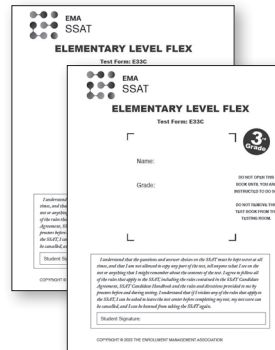 EMA
SSAT
ELEMENTARY LEVEL FLEX
Test Form: E33C
EMA
SSAT
ELEMENTARY LEVEL FLEX
Test Form: E33C
3rd
Grade
Name:
Grade:
DO NOT OPEN THIS
BOOK UNTIL YOU ARE
INSTRUCTED TO DO SO
DO NOT REMOVE THIS
TEST BOOK FROM THE
TESTING ROOM.
I understand that the questions and answer choices on the SSAT must be kept secret at all
times, and that I am not allowed to copy any part of the test, tell anyone what I see on the
test or anything that I might remember about the contents of the test. I agree to follow all
of the rules that apply to the SSAT, including the rules contained in the SSAT Candidate
Agreement, SSAT Candidate Handbook and the rules and directions provided to me by
proctors before and during testing. I understand that if I violate any of the rules that apply to
the SSAT, I can be asked to leave the test center before completing my test, my test score can
be cancelled, and I can be banned from taking the SSAT again.
Student Signature:
COPYRIGHT © 2023 THE ENROLLMENT MANAGEMENT ASSOCIATION